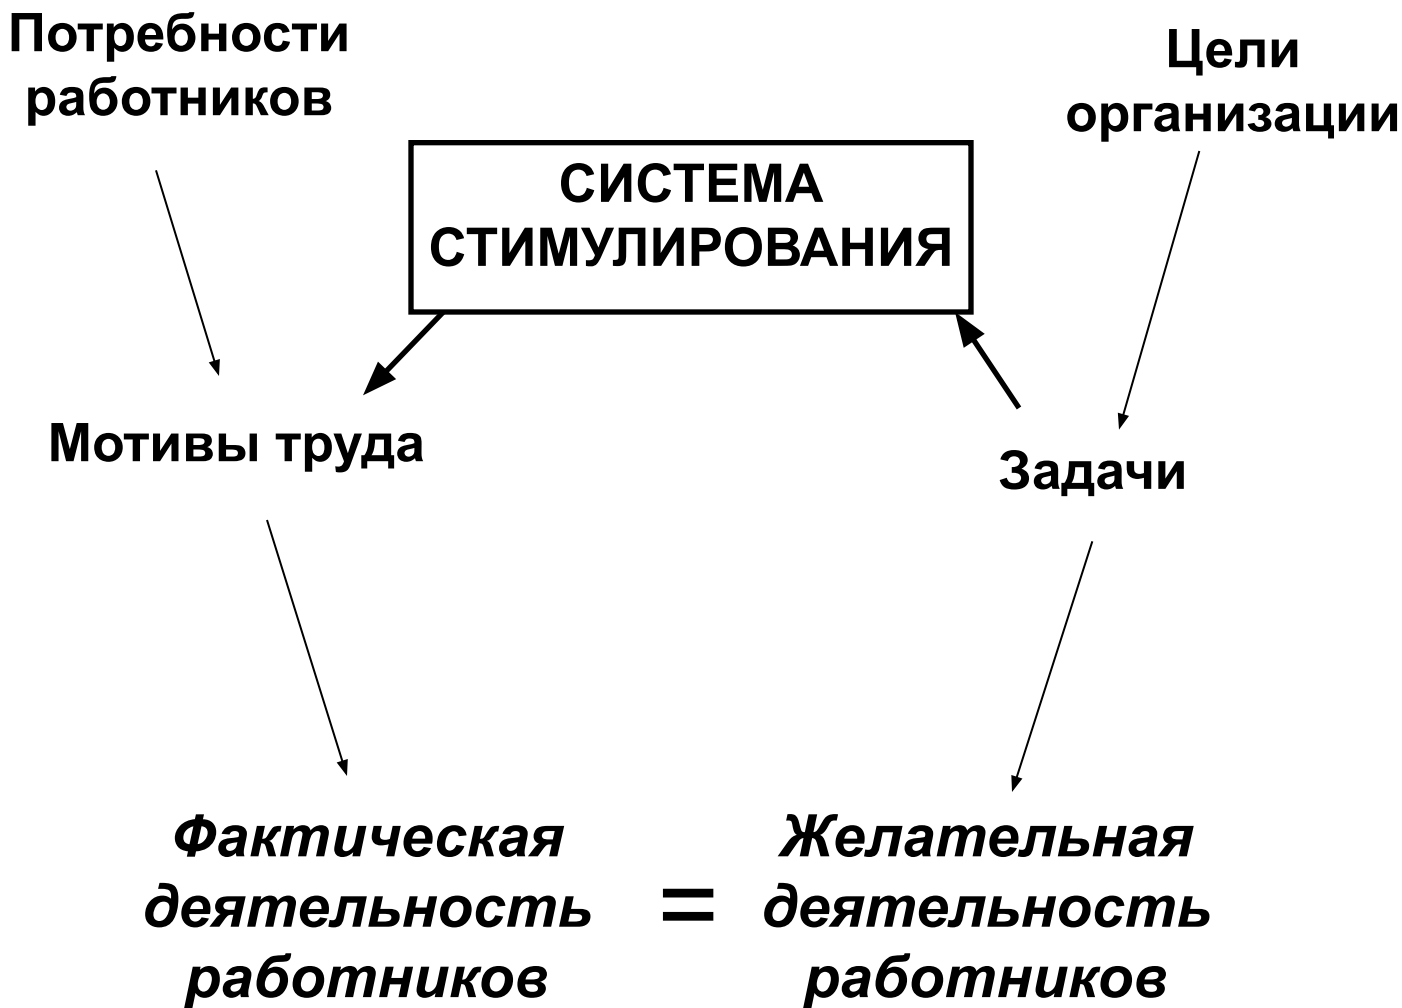 Потребности
работников
Цели
организации
СИСТЕМА
СТИМУЛИРОВАНИЯ
Мотивы труда
Задачи
Фактическая
деятельность
работников
=
Желательная
деятельность
работников